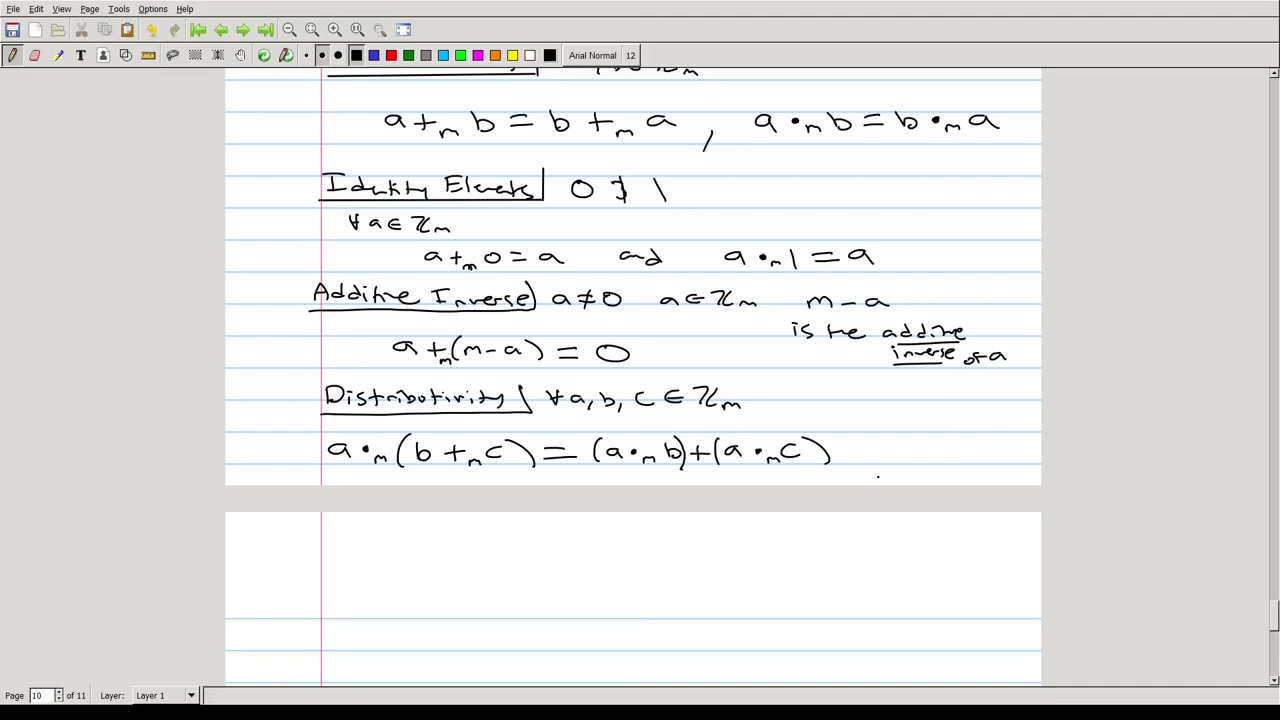 File Edit View Page Tools Options Help
T Arial Normal 12
ℤₘ
a +ₘ b = b +ₘ a , a •ₘ b = b •ₘ a
Identity Elements 0 & 1
∀ a ∈ ℤₘ
a +ₘ 0 = a and a •ₘ 1 = a
Additive Inverse a ≠ 0 a ∈ ℤₘ m - a
is the additive
inverse of a
a +ₘ (m - a) = 0
Distributivity ∀ a, b, c ∈ ℤₘ
a •ₘ (b +ₘ c) = (a •ₘ b) + (a •ₘ c)
Page 10 of 11 Layer: Layer 1